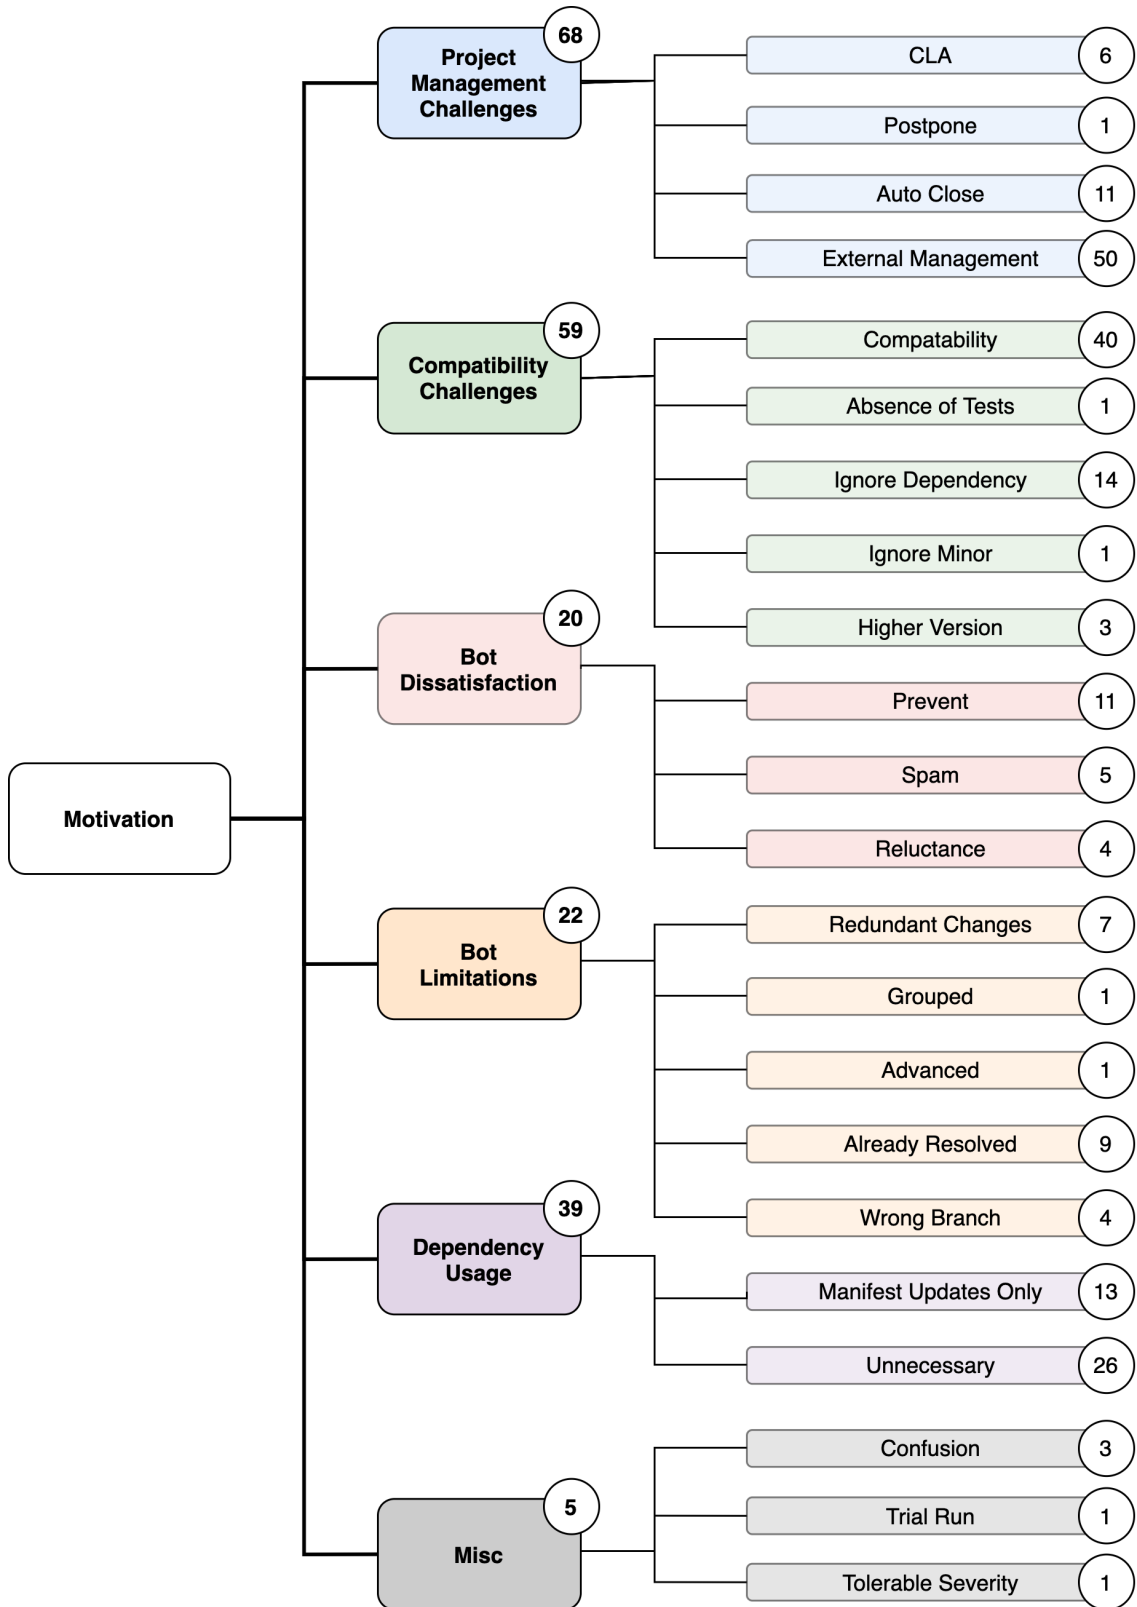 68
Project
Management
Challenges
CLA
6
Postpone
1
Auto Close
11
External Management
50
59
Compatibility
Challenges
Compatability
40
Absence of Tests
1
Ignore Dependency
14
Ignore Minor
1
Higher Version
3
20
Bot
Dissatisfaction
Prevent
11
Spam
5
Reluctance
4
Motivation
22
Bot
Limitations
Redundant Changes
7
Grouped
1
Advanced
1
Already Resolved
9
Wrong Branch
4
39
Dependency
Usage
Manifest Updates Only
13
Unnecessary
26
5
Misc
Confusion
3
Trial Run
1
Tolerable Severity
1